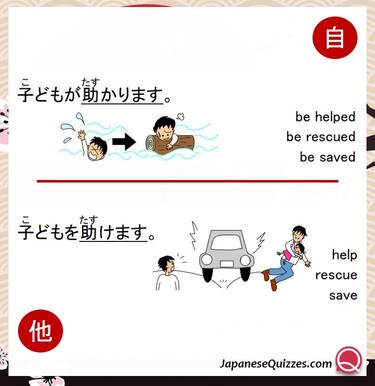 自
こ たす
子どもが助かります。
be helped
be rescued
be saved
こ たす
子どもを助けます。
help
rescue
save
他
JapaneseQuizzes.com